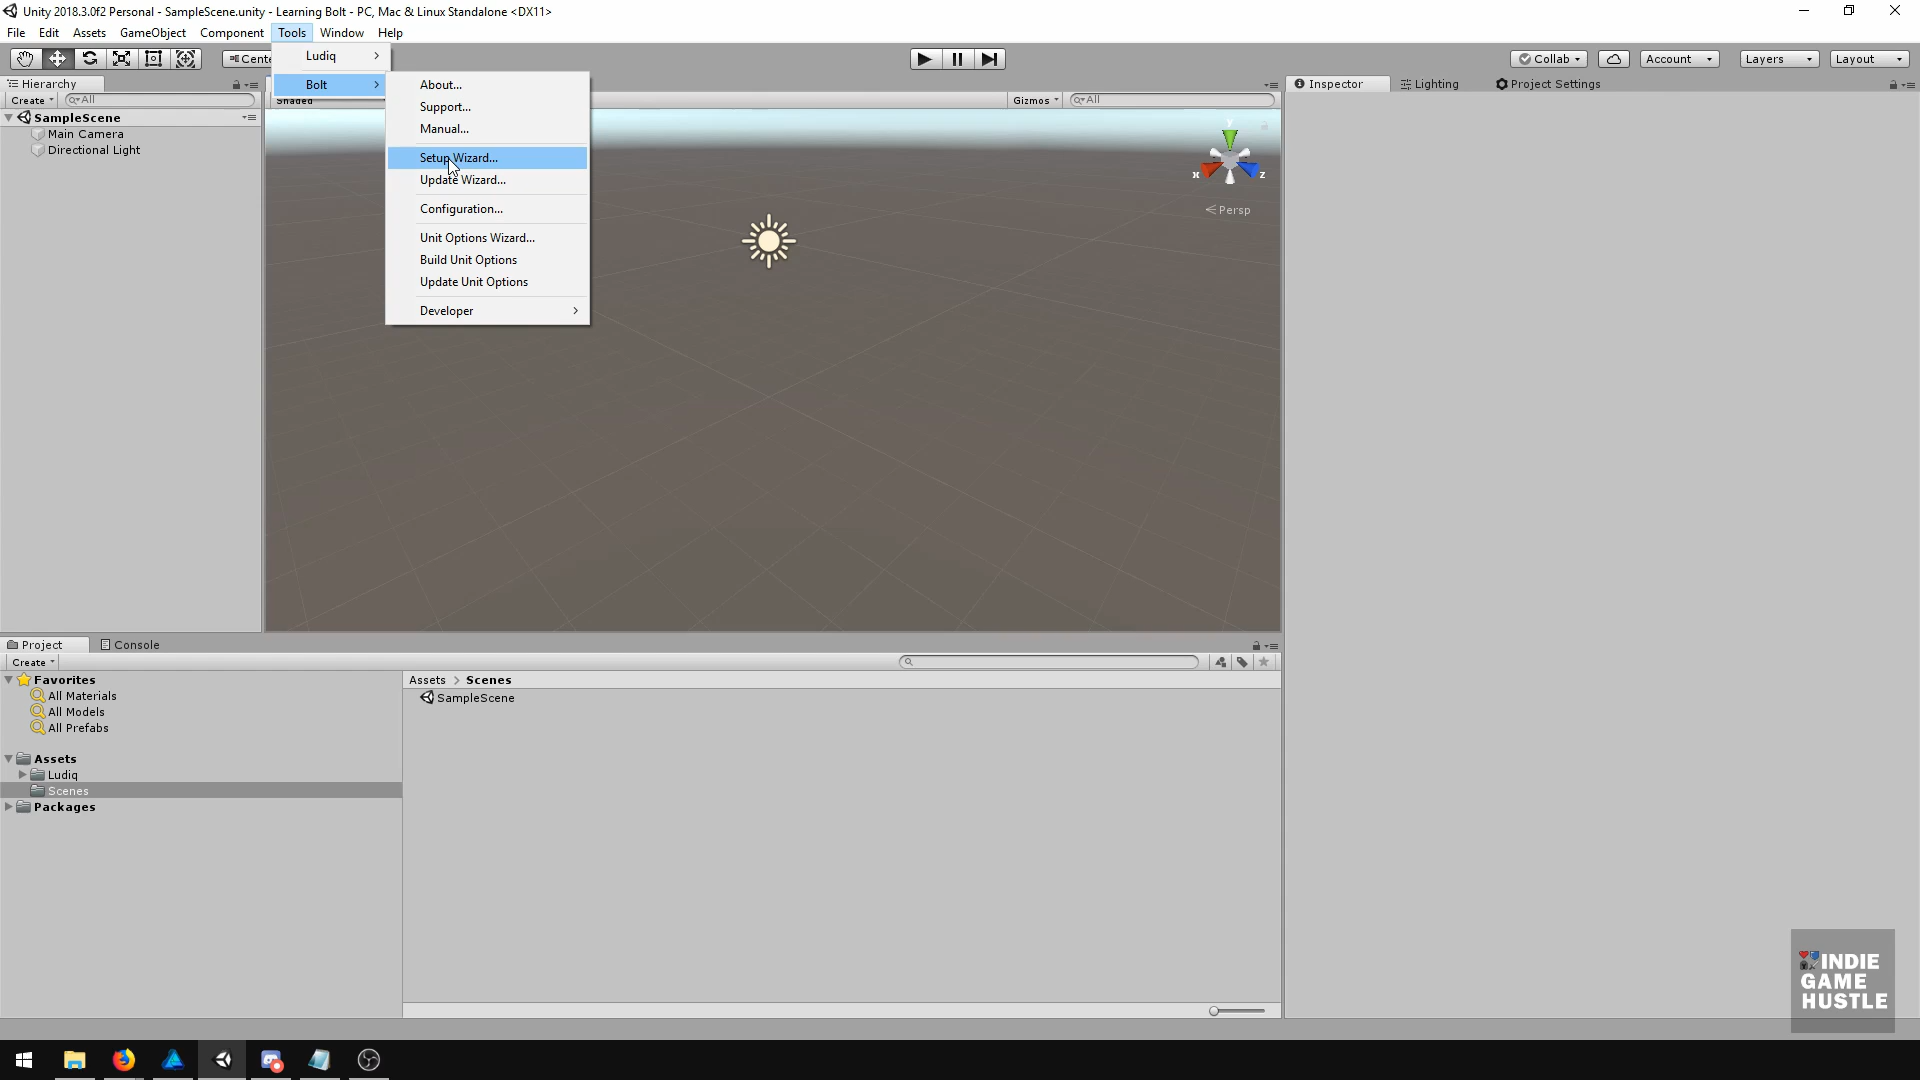 Unity 2018.3.0f2 Personal - SampleScene.unity - Learning Bolt - PC, Mac & Linux Standalone <DX11>
File Edit Assets GameObject Component Tools Window Help
Cente
Collab Account Layers Layout
Ludiq
Bolt
About...
Support...
Manual...
Setup Wizard...
Update Wizard...
Configuration...
Unit Options Wizard...
Build Unit Options
Update Unit Options
Developer
Hierarchy
Create All
SampleScene
Main Camera
Directional Light
Shaded
Gizmos All
y
x z
Persp
Inspector Lighting Project Settings
Project Console
Create
Favorites
All Materials
All Models
All Prefabs
Assets
Ludiq
Scenes
Packages
Assets > Scenes
SampleScene
INDIE
GAME
HUSTLE